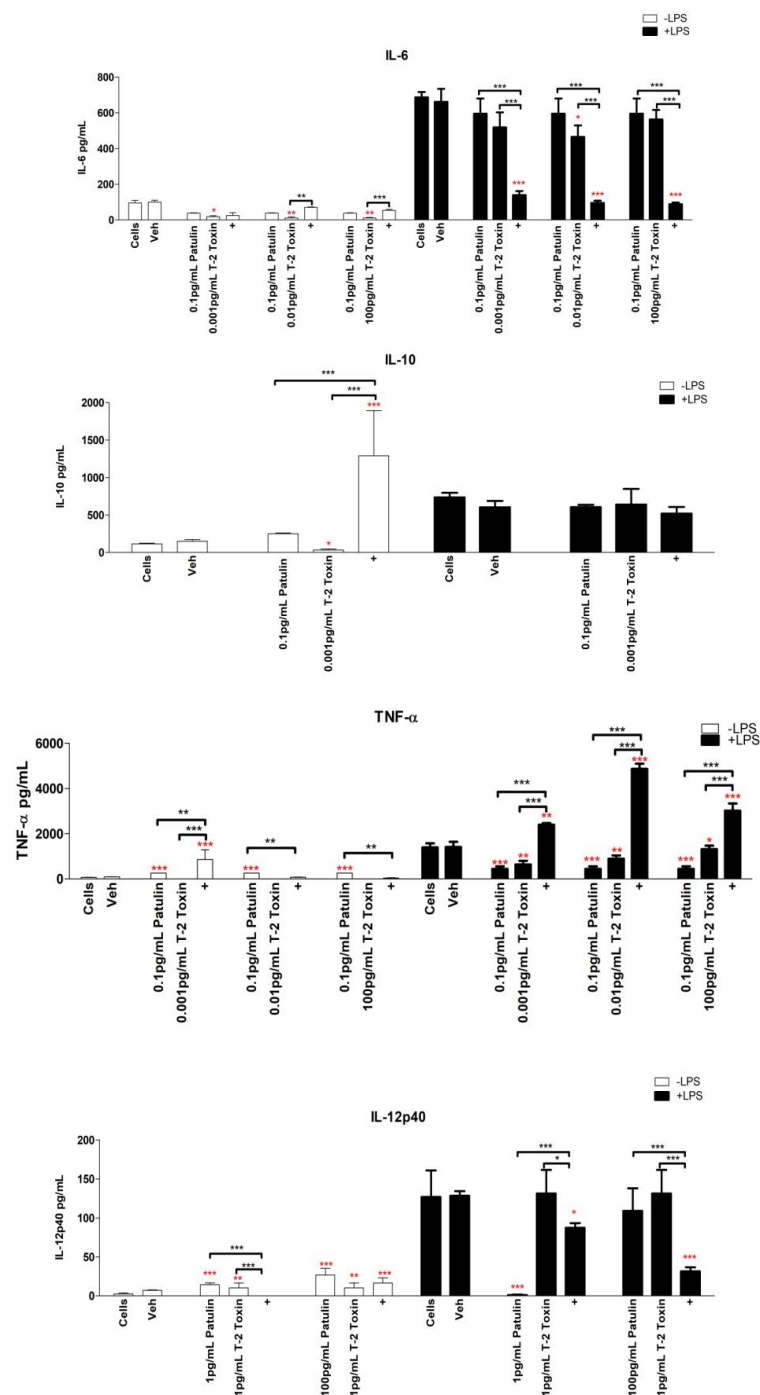 -LPS
+LPS
IL-6
IL-6 pg/mL
800
600
400
200
0
***
***
***
***
***
***
*
*
**
**
**
***
***
***
***
Cells
Veh
0.1pg/mL Patulin
0.001pg/mL T-2 Toxin
+
0.1pg/mL Patulin
0.01pg/mL T-2 Toxin
+
0.1pg/mL Patulin
100pg/mL T-2 Toxin
+
Cells
Veh
0.1pg/mL Patulin
0.001pg/mL T-2 Toxin
+
0.1pg/mL Patulin
0.01pg/mL T-2 Toxin
+
0.1pg/mL Patulin
100pg/mL T-2 Toxin
+
IL-10
-LPS
+LPS
IL-10 pg/mL
2000
1500
1000
500
0
***
***
***
*
Cells
Veh
0.1pg/mL Patulin
0.001pg/mL T-2 Toxin
+
Cells
Veh
0.1pg/mL Patulin
0.001pg/mL T-2 Toxin
+
TNF-α
-LPS
+LPS
TNF-α pg/mL
6000
4000
2000
0
**
***
***
***
**
***
**
***
***
***
**
***
**
***
***
***
***
**
***
***
***
***
*
Cells
Veh
0.1pg/mL Patulin
0.001pg/mL T-2 Toxin
+
0.1pg/mL Patulin
0.01pg/mL T-2 Toxin
+
0.1pg/mL Patulin
100pg/mL T-2 Toxin
+
Cells
Veh
0.1pg/mL Patulin
0.001pg/mL T-2 Toxin
+
0.1pg/mL Patulin
0.01pg/mL T-2 Toxin
+
0.1pg/mL Patulin
100pg/mL T-2 Toxin
+
-LPS
+LPS
IL-12p40
IL-12p40 pg/mL
200
150
100
50
0
***
***
***
**
***
**
***
***
*
***
*
***
***
***
Cells
Veh
1pg/mL Patulin
1pg/mL T-2 Toxin
+
100pg/mL Patulin
1pg/mL T-2 Toxin
+
Cells
Veh
1pg/mL Patulin
1pg/mL T-2 Toxin
+
100pg/mL Patulin
1pg/mL T-2 Toxin
+